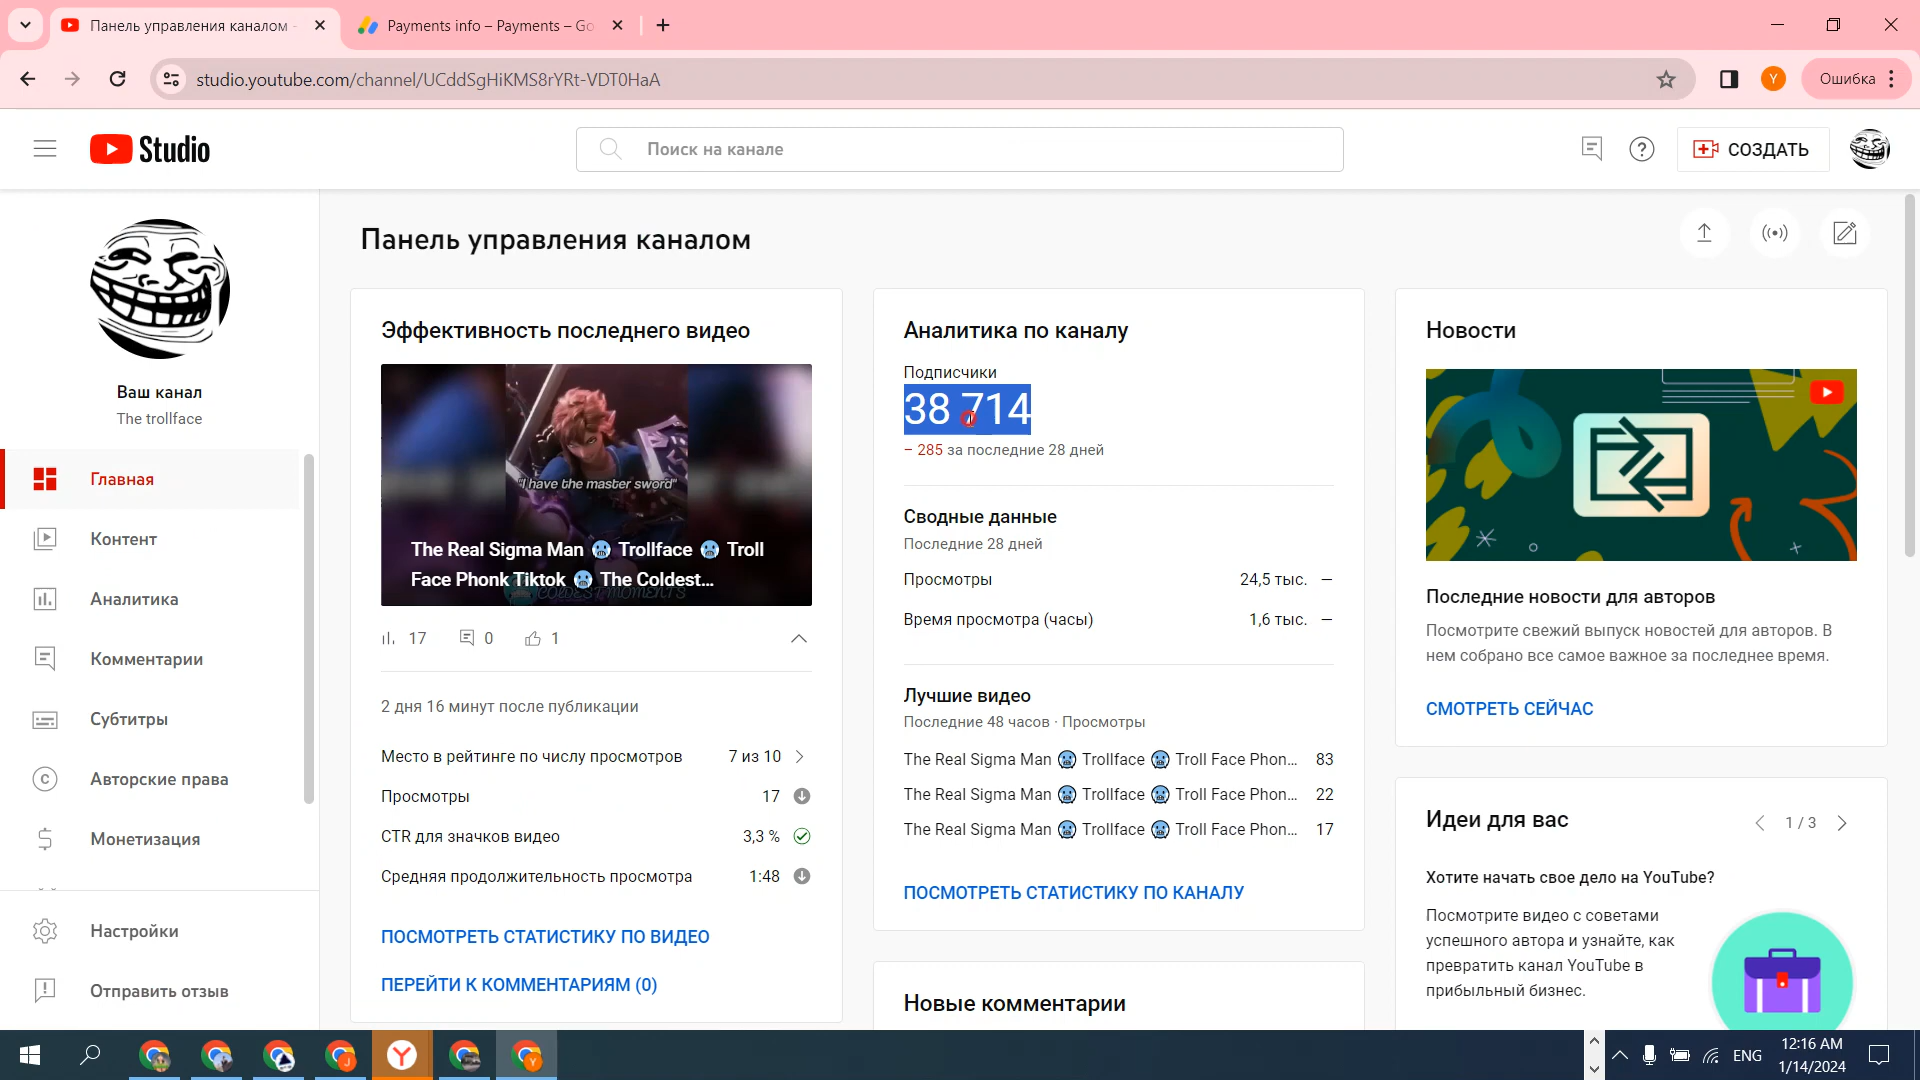 Панель управления каналом -
Payments info – Payments – Go
studio.youtube.com/channel/UCddSgHiKMS8rYRt-VDT0HaA
Y
Ошибка
Studio
Поиск на канале
СОЗДАТЬ
Ваш канал
The trollface
Главная
Контент
Аналитика
Комментарии
Субтитры
Авторские права
Монетизация
Настройки
Отправить отзыв
Панель управления каналом
Эффективность последнего видео
"I have the master sword"
The Real Sigma Man 🥶 Trollface 🥶 Troll
Face Phonk Tiktok 🥶 The Coldest...
COLDEST MOMENTS
17 0 1
2 дня 16 минут после публикации
Место в рейтинге по числу просмотров 7 из 10
Просмотры 17
CTR для значков видео 3,3 %
Средняя продолжительность просмотра 1:48
ПОСМОТРЕТЬ СТАТИСТИКУ ПО ВИДЕО
ПЕРЕЙТИ К КОММЕНТАРИЯМ (0)
Аналитика по каналу
Подписчики
38 714
– 285 за последние 28 дней
Сводные данные
Последние 28 дней
Просмотры 24,5 тыс. —
Время просмотра (часы) 1,6 тыс. —
Лучшие видео
Последние 48 часов · Просмотры
The Real Sigma Man 🥶 Trollface 🥶 Troll Face Phon... 83
The Real Sigma Man 🥶 Trollface 🥶 Troll Face Phon... 22
The Real Sigma Man 🥶 Trollface 🥶 Troll Face Phon... 17
ПОСМОТРЕТЬ СТАТИСТИКУ ПО КАНАЛУ
Новые комментарии
Новости
Последние новости для авторов
Посмотрите свежий выпуск новостей для авторов. В
нем собрано все самое важное за последнее время.
СМОТРЕТЬ СЕЙЧАС
Идеи для вас
1 / 3
Хотите начать свое дело на YouTube?
Посмотрите видео с советами
успешного автора и узнайте, как
превратить канал YouTube в
прибыльный бизнес.
J
Y
Y
ENG
12:16 AM
1/14/2024